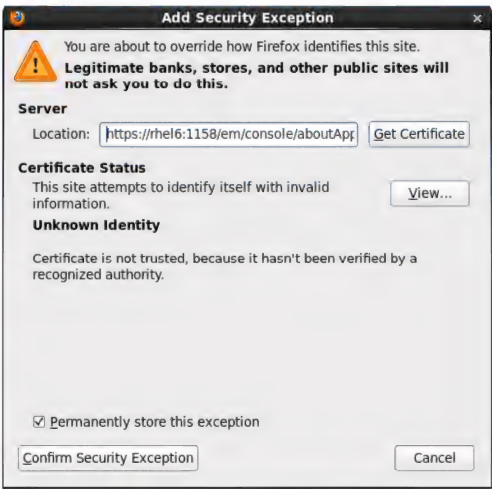 Add Security Exception
You are about to override how Firefox identifies this site.
Legitimate banks, stores, and other public sites will
not ask you to do this.
Server
Location: https://rhel6:1158/em/console/aboutApp Get Certificate
Certificate Status
This site attempts to identify itself with invalid
information.
View...
Unknown Identity
Certificate is not trusted, because it hasn't been verified by a
recognized authority.
Permanently store this exception
Confirm Security Exception Cancel